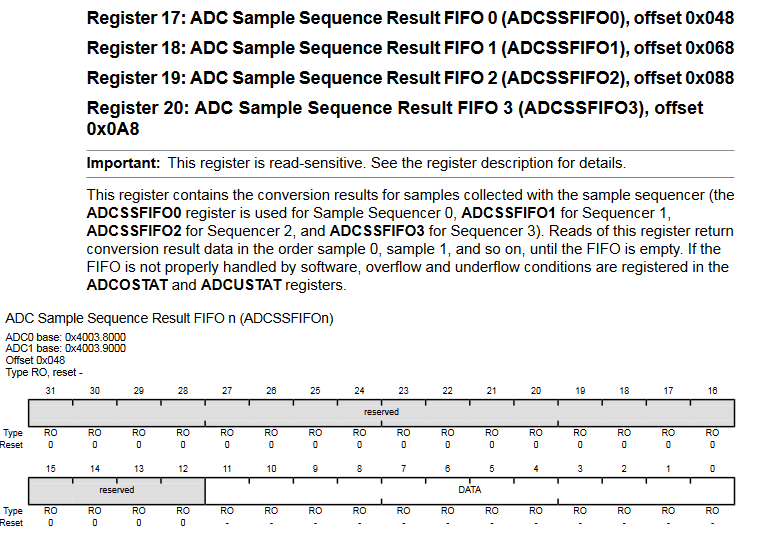 Register 17: ADC Sample Sequence Result FIFO 0 (ADCSSFIFO0), offset 0x048
Register 18: ADC Sample Sequence Result FIFO 1 (ADCSSFIFO1), offset 0x068
Register 19: ADC Sample Sequence Result FIFO 2 (ADCSSFIFO2), offset 0x088
Register 20: ADC Sample Sequence Result FIFO 3 (ADCSSFIFO3), offset
0x0A8
Important: This register is read-sensitive. See the register description for details.
This register contains the conversion results for samples collected with the sample sequencer (the
ADCSSFIFO0 register is used for Sample Sequencer 0, ADCSSFIFO1 for Sequencer 1,
ADCSSFIFO2 for Sequencer 2, and ADCSSFIFO3 for Sequencer 3). Reads of this register return
conversion result data in the order sample 0, sample 1, and so on, until the FIFO is empty. If the
FIFO is not properly handled by software, overflow and underflow conditions are registered in the
ADCOSTAT and ADCUSTAT registers.
ADC Sample Sequence Result FIFO n (ADCSSFIFOn)
ADC0 base: 0x4003.8000
ADC1 base: 0x4003.9000
Offset 0x048
Type RO, reset -
31 30 29 28 27 26 25 24 23 22 21 20 19 18 17 16
reserved
Type RO RO RO RO RO RO RO RO RO RO RO RO RO RO RO RO
Reset 0 0 0 0 0 0 0 0 0 0 0 0 0 0 0 0
15 14 13 12 11 10 9 8 7 6 5 4 3 2 1 0
reserved DATA
Type RO RO RO RO RO RO RO RO RO RO RO RO RO RO RO RO
Reset 0 0 0 0 - - - - - - - - - - - -